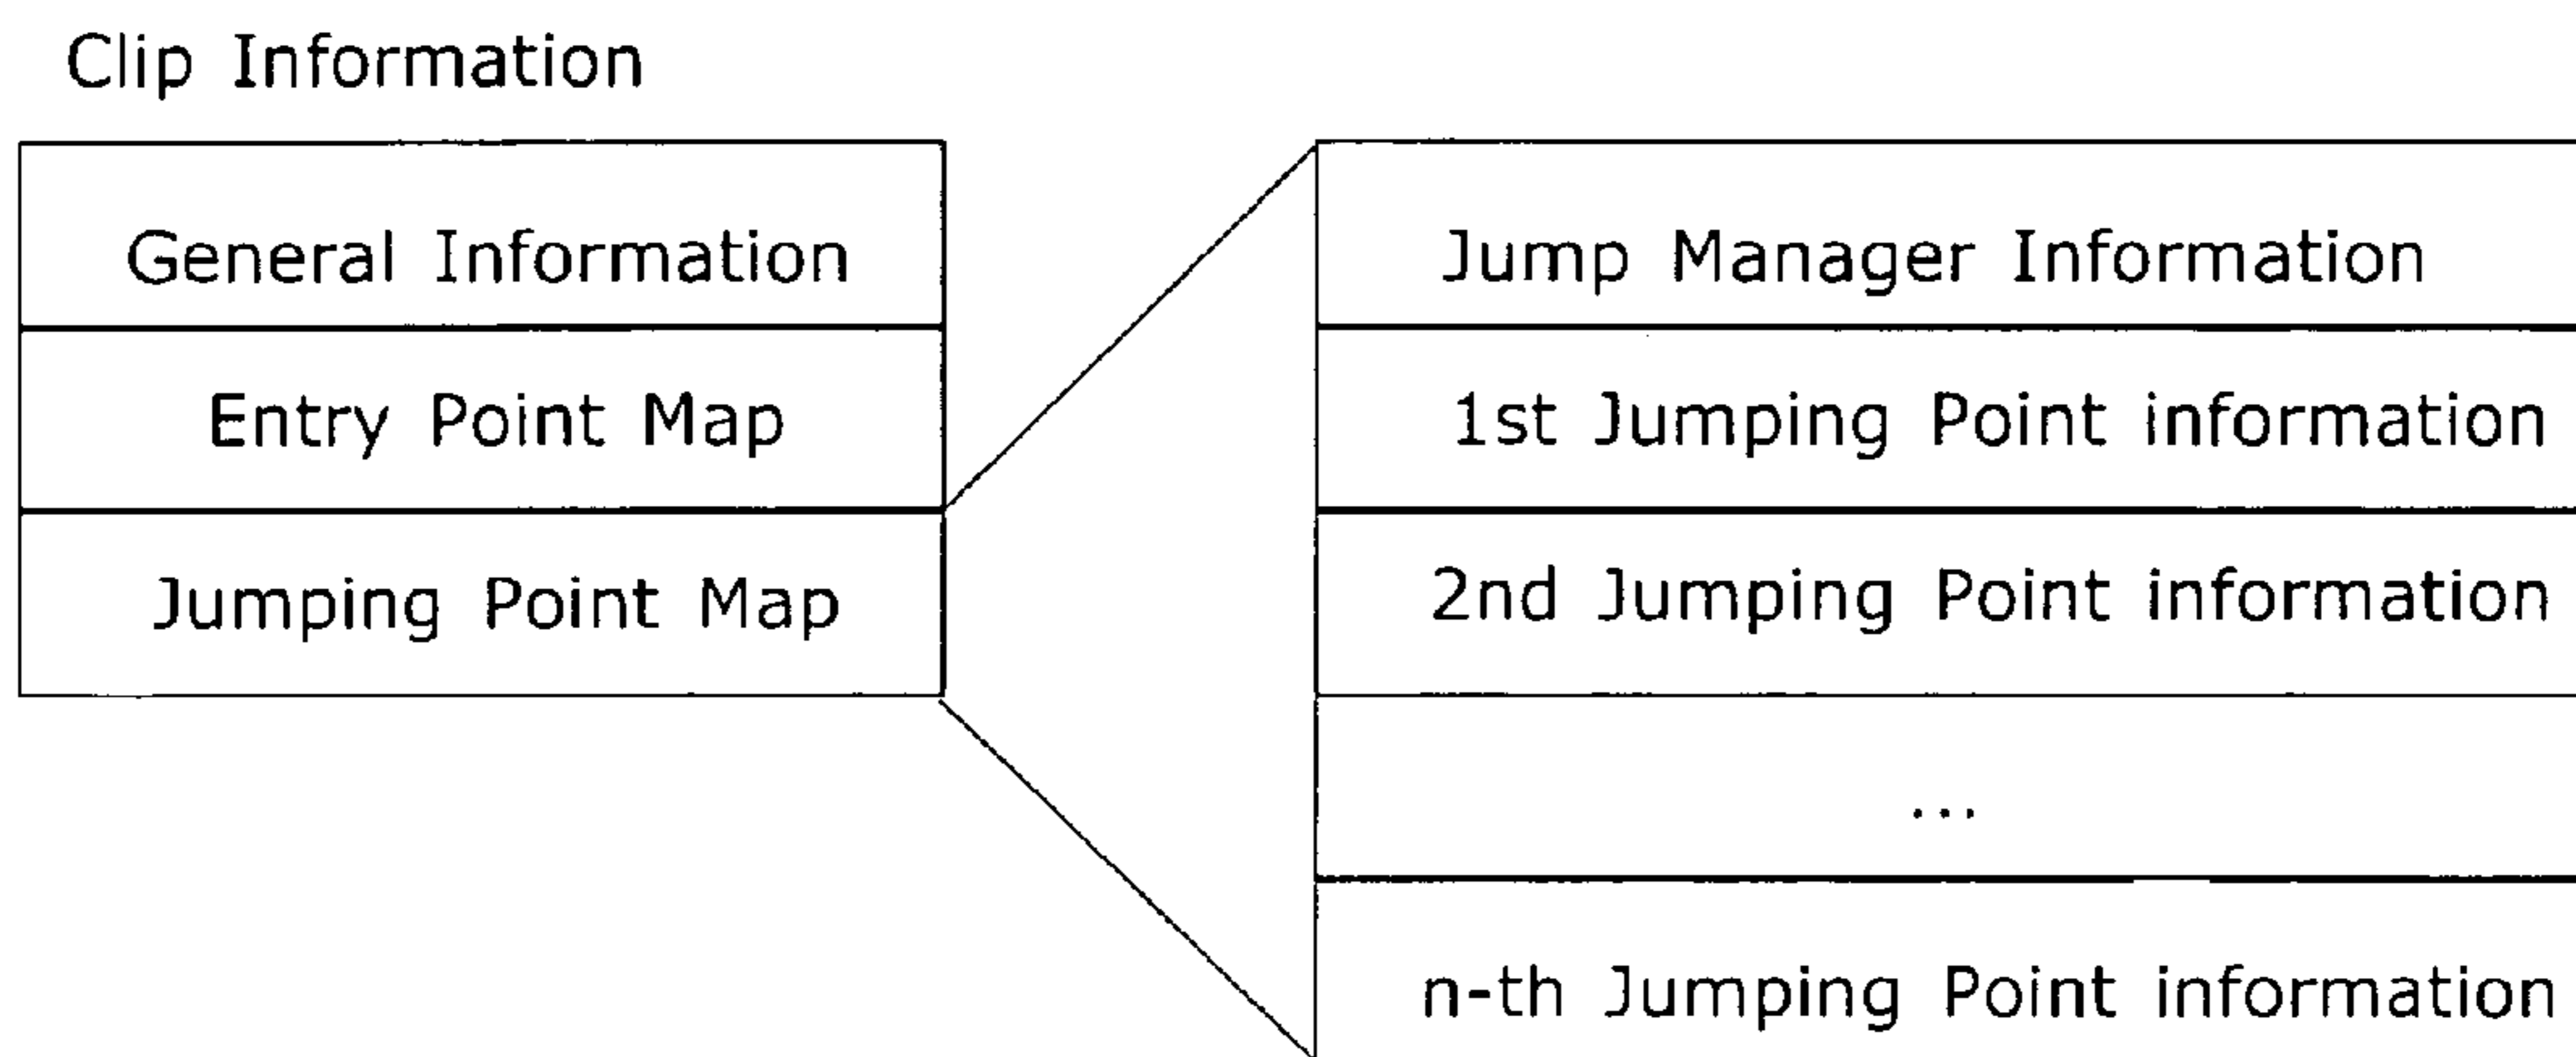 Clip Information
General Information
Entry Point Map
Jumping Point Map
Jump Manager Information
1st Jumping Point information
2nd Jumping Point information
...
n-th Jumping Point information